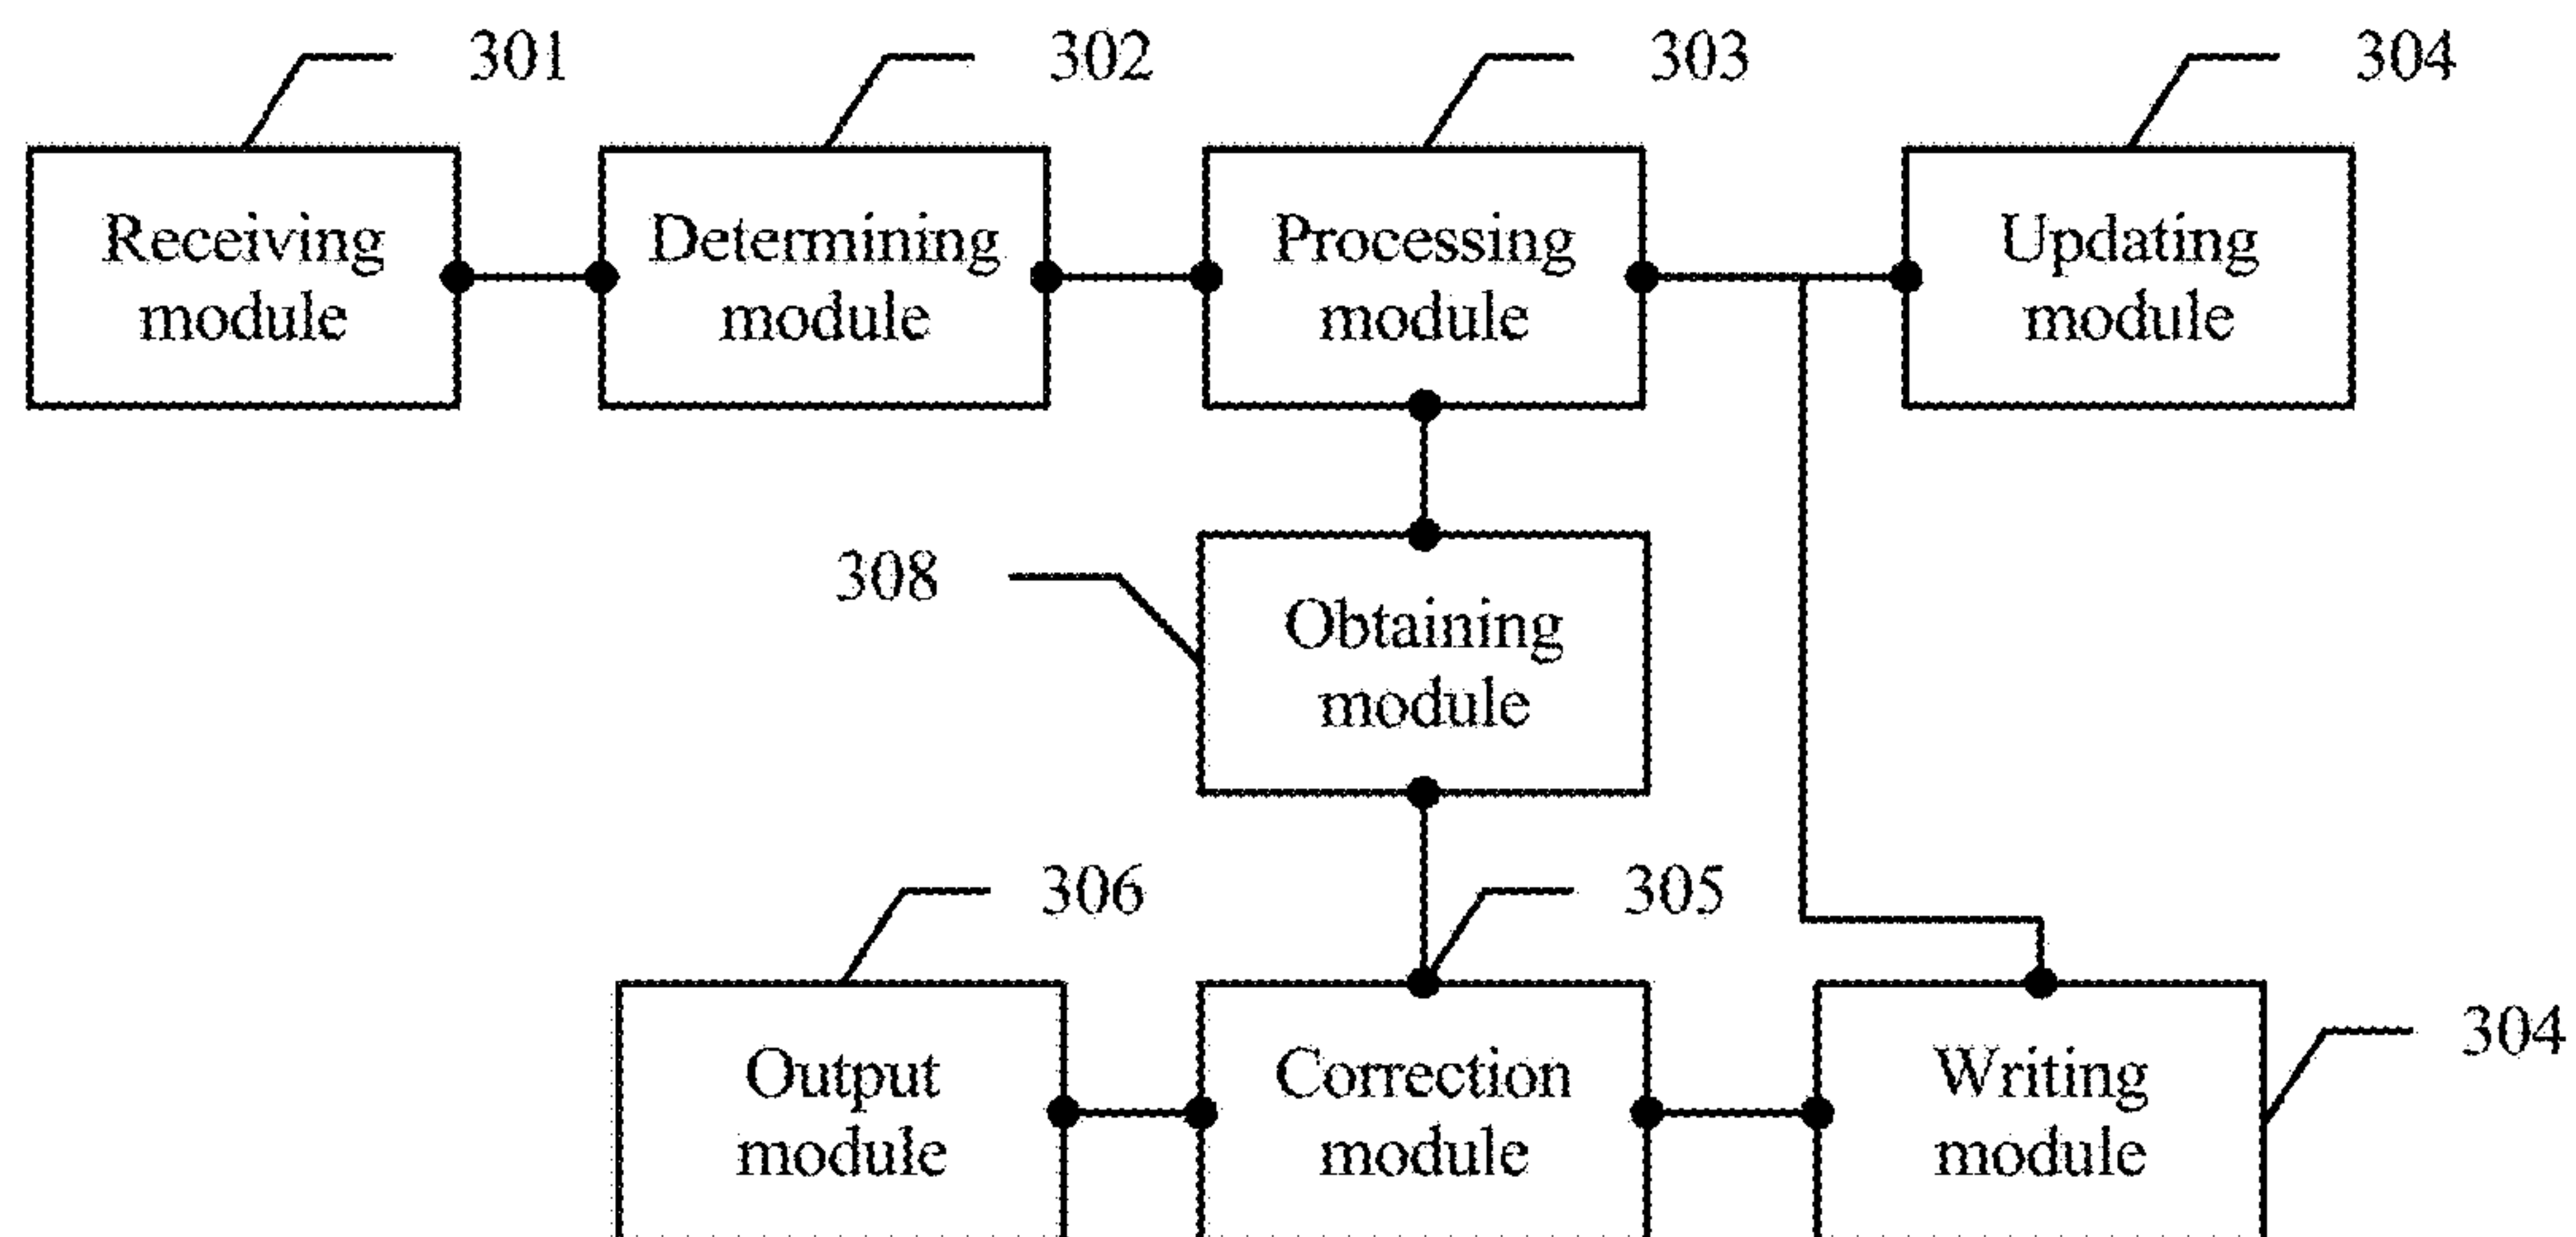 301
302
303
304
Receiving
module
Determining
module
Processing
module
Updating
module
308
Obtaining
module
306
305
304
Output
module
Correction
module
Writing
module